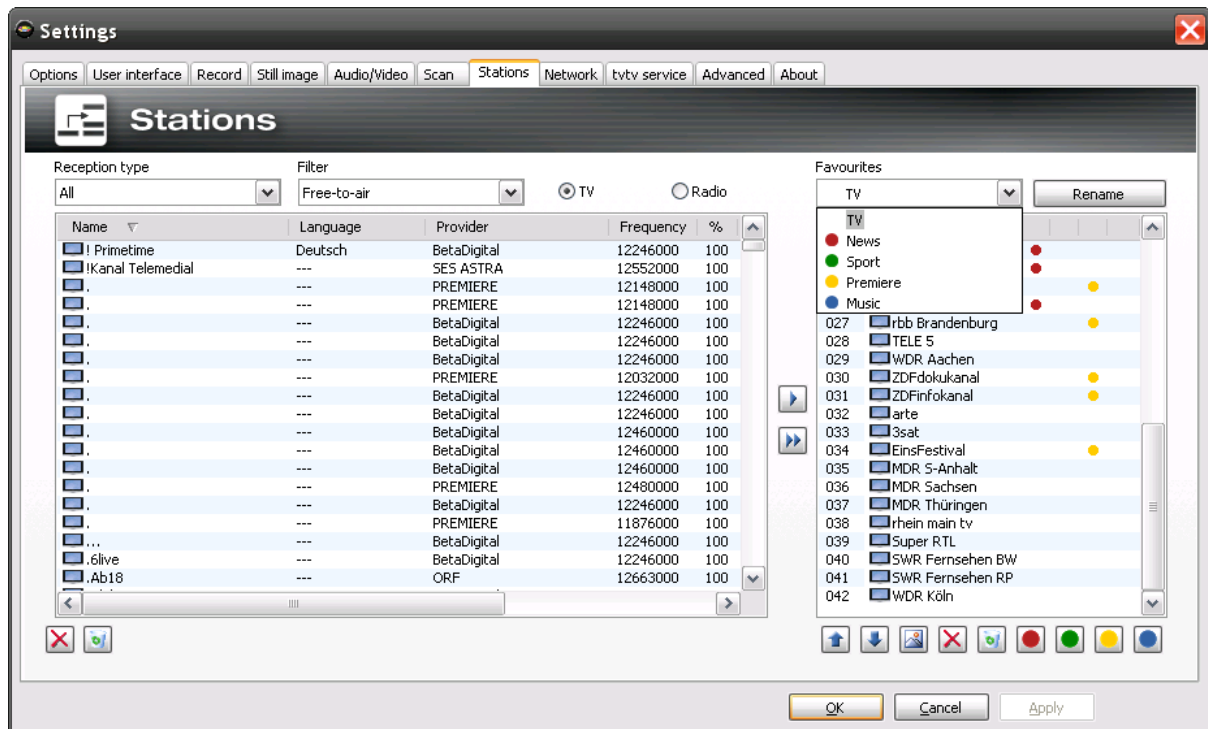 Settings
Options User interface Record Still image Audio/Video Scan Stations Network tvtv service Advanced About
Stations
Reception type Filter Favourites
All Free-to-air TV Radio TV Rename
Name Language Provider Frequency %
! Primetime Deutsch BetaDigital 12246000 100
!Kanal Telemedial --- SES ASTRA 12552000 100
. --- PREMIERE 12148000 100
. --- PREMIERE 12148000 100
. --- BetaDigital 12246000 100
. --- BetaDigital 12246000 100
. --- BetaDigital 12246000 100
. --- PREMIERE 12032000 100
. --- BetaDigital 12246000 100
. --- BetaDigital 12246000 100
. --- BetaDigital 12460000 100
. --- BetaDigital 12460000 100
. --- BetaDigital 12460000 100
. --- PREMIERE 12480000 100
. --- BetaDigital 12246000 100
. --- PREMIERE 11876000 100
... --- BetaDigital 12246000 100
.6live --- BetaDigital 12246000 100
.Ab18 --- ORF 12663000 100
TV
News
Sport
Premiere
Music
027 rbb Brandenburg
028 TELE 5
029 WDR Aachen
030 ZDFdokukanal
031 ZDFinfokanal
032 arte
033 3sat
034 EinsFestival
035 MDR S-Anhalt
036 MDR Sachsen
037 MDR Thüringen
038 rhein main tv
039 Super RTL
040 SWR Fernsehen BW
041 SWR Fernsehen RP
042 WDR Köln
OK Cancel Apply